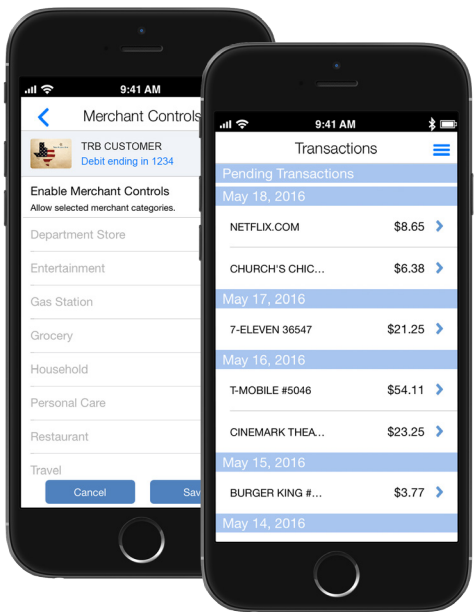 9:41 AM
Merchant Controls
TRB CUSTOMER
Debit ending in 1234
Enable Merchant Controls
Allow selected merchant categories.
Department Store
Entertainment
Gas Station
Grocery
Household
Personal Care
Restaurant
Travel
Cancel
Sav
9:41 AM
Transactions
Pending Transactions
May 18, 2016
NETFLIX.COM $8.65
CHURCH'S CHIC... $6.38
May 17, 2016
7-ELEVEN 36547 $21.25
May 16, 2016
T-MOBILE #5046 $54.11
CINEMARK THEA... $23.25
May 15, 2016
BURGER KING #... $3.77
May 14, 2016